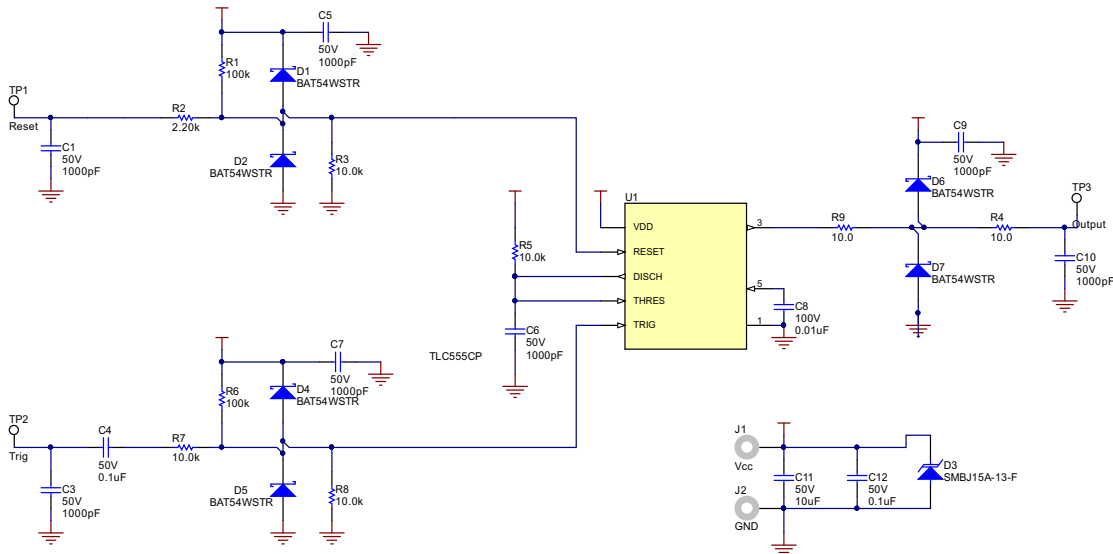 C5
50V
1000pF
R1
100k
D1
BAT54WSTR
TP1
Reset
R2
2.20k
C1
50V
1000pF
D2
BAT54WSTR
R3
10.0k
C9
50V
1000pF
D6
BAT54WSTR
TP3
Output
U1
VDD
RESET
DISCH
THRES
TRIG
3
5
1
R9
10.0
R4
10.0
R5
10.0k
D7
BAT54WSTR
C10
50V
1000pF
C8
100V
0.01uF
C6
50V
1000pF
TLC555CP
C7
50V
1000pF
R6
100k
D4
BAT54WSTR
TP2
Trig
C4
50V
0.1uF
R7
10.0k
C3
50V
1000pF
D5
BAT54WSTR
R8
10.0k
J1
Vcc
J2
GND
C11
50V
10uF
C12
50V
0.1uF
D3
SMBJ15A-13-F